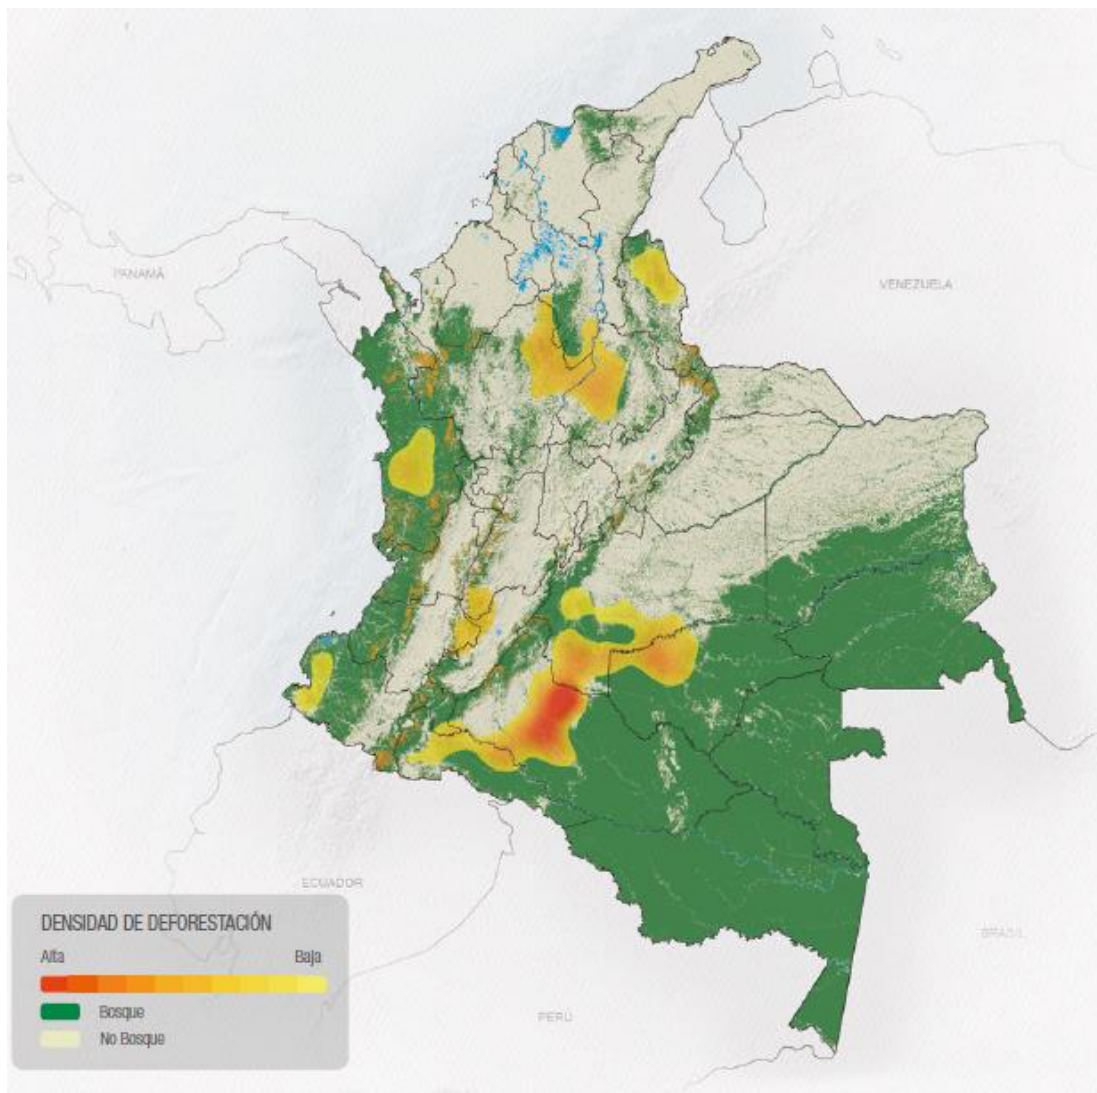 PANAMÁ
VENEZUELA
ECUADOR
BRASIL
PERÚ
DENSIDAD DE DEFORESTACIÓN
Alta Baja
Bosque
No Bosque